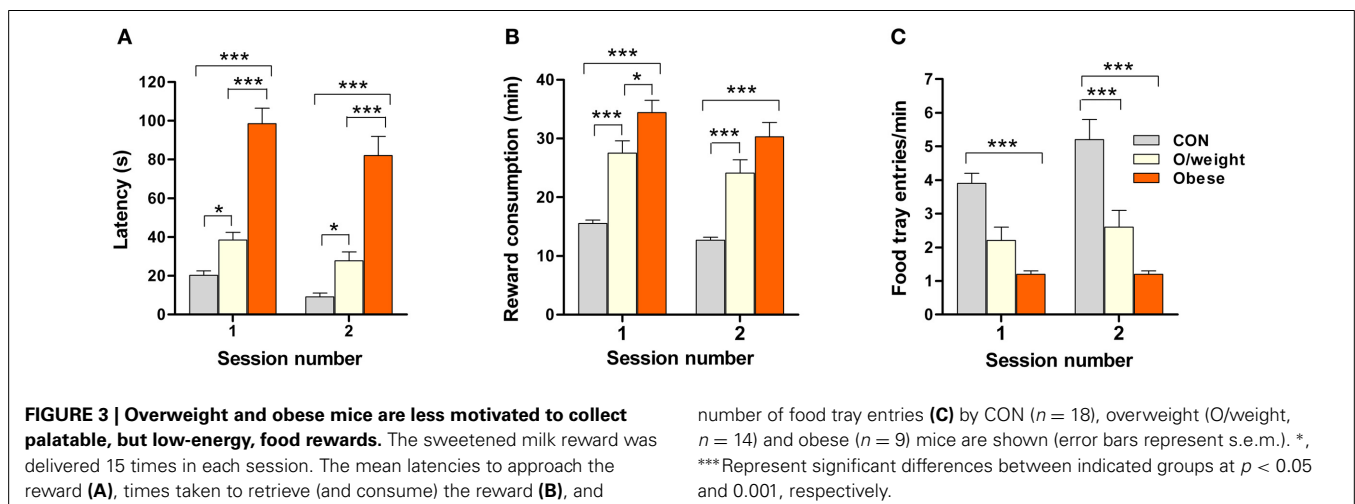 A
***
***
***
***
*
*
120
100
80
60
40
20
0
Latency (s)
1
2
Session number
B
***
*
***
***
***
40
30
20
10
0
Reward consumption (min)
1
2
Session number
C
***
***
***
7
6
5
4
3
2
1
0
Food tray entries/min
CON
O/weight
Obese
1
2
Session number
FIGURE 3 | Overweight and obese mice are less motivated to collect
palatable, but low-energy, food rewards. The sweetened milk reward was
delivered 15 times in each session. The mean latencies to approach the
reward (A), times taken to retrieve (and consume) the reward (B), and
number of food tray entries (C) by CON (n = 18), overweight (O/weight,
n = 14) and obese (n = 9) mice are shown (error bars represent s.e.m.). *,
***Represent significant differences between indicated groups at p < 0.05
and 0.001, respectively.